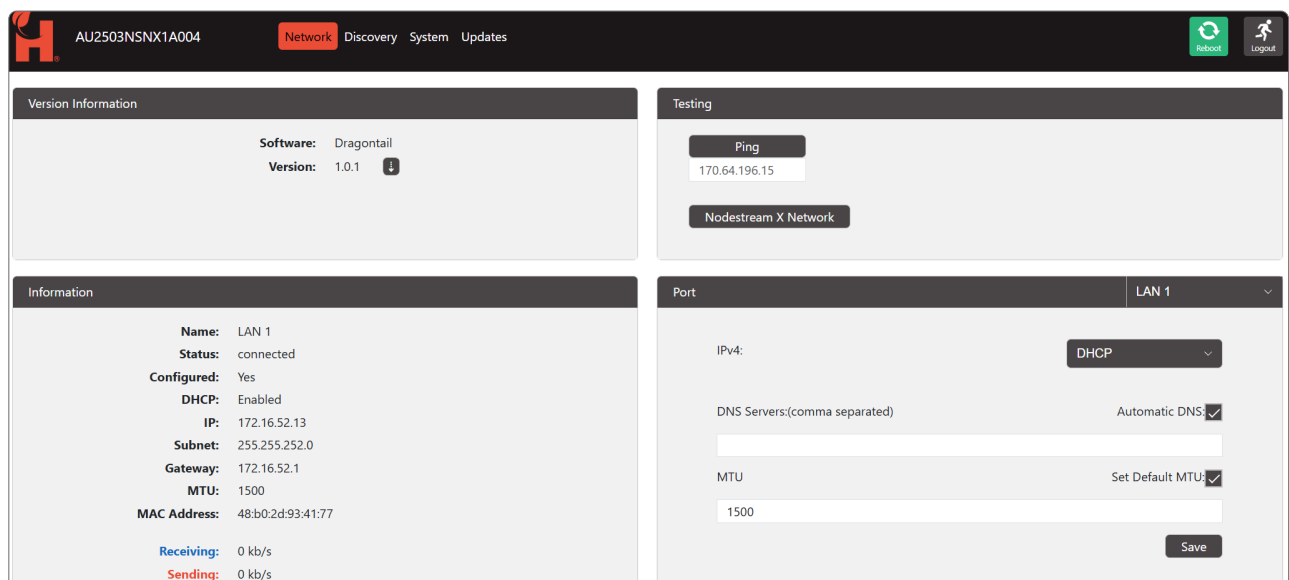 H®
AU2503NSNX1A004
Network Discovery System Updates
Reboot
Logout
Version Information
Software: Dragontail
Version: 1.0.1
Testing
Ping
170.64.196.15
Nodestream X Network
Information
Name: LAN 1
Status: connected
Configured: Yes
DHCP: Enabled
IP: 172.16.52.13
Subnet: 255.255.252.0
Gateway: 172.16.52.1
MTU: 1500
MAC Address: 48:b0:2d:93:41:77
Receiving: 0 kb/s
Sending: 0 kb/s
Port
LAN 1
IPv4:
DHCP
DNS Servers:(comma separated)
Automatic DNS:
MTU
Set Default MTU:
1500
Save